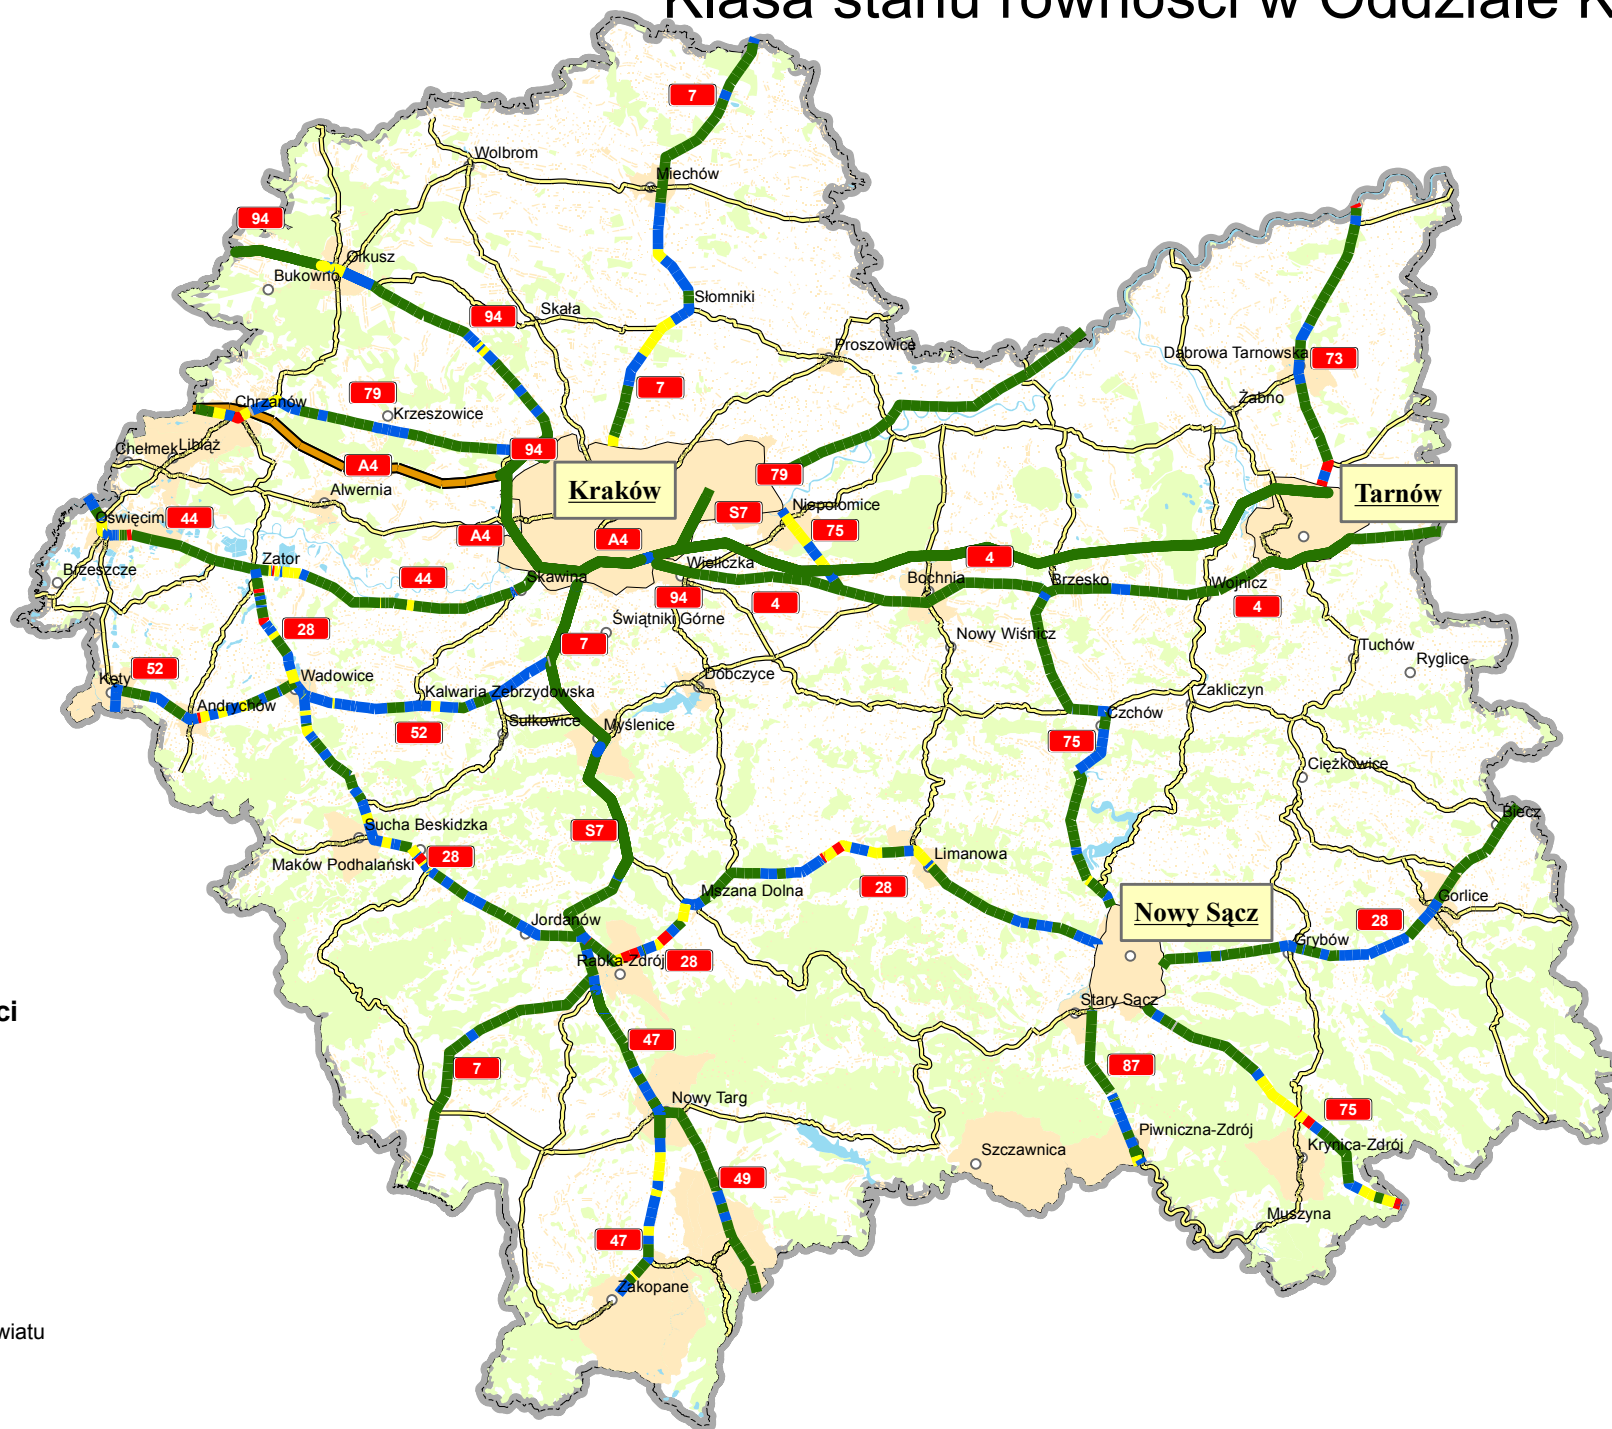 Klasa stanu równości w Oddziale K
7
Wolbrom
Miechów
94
Olkusz
Bukowno
Słomniki
94
Skała
Proszowice
Dąbrowa Tarnowska
73
79
7
Chrzanów
Krzeszowice
Żabno
Chełmek
Libiąż
94
A4
79
Kraków
Tarnów
Alwernia
Niepołomice
S7
Oświęcim
44
75
A4
A4
4
Zator
Wieliczka
Brzeszcze
44
Skawina
Bochnia
Brzesko
Wojnicz
94
4
4
28
Świątniki Górne
7
Nowy Wiśnicz
Tuchów
Ryglice
52
Kęty
Wadowice
Dobczyce
Kalwaria Zebrzydowska
Zakliczyn
Andrychów
Czchów
Sułkowice
Myślenice
52
75
Ciężkowice
Biecz
Sucha Beskidzka
S7
Maków Podhalański
28
Limanowa
28
Mszana Dolna
Gorlice
Nowy Sącz
28
Jordanów
Grybów
Rabka-Zdrój
28
Stary Sącz
ci
47
7
87
Nowy Targ
75
Piwniczna-Zdrój
Krynica-Zdrój
Szczawnica
49
Muszyna
47
Zakopane
wiatu